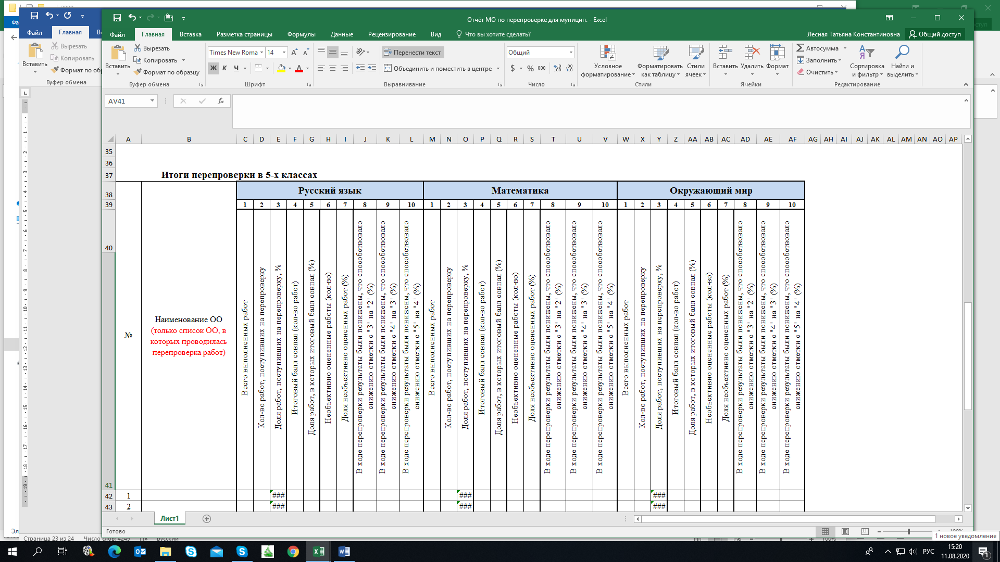 Отчёт МО по перепроверке для муницип. - Excel
Файл
Главная
Вставка
Разметка страницы
Формулы
Данные
Рецензирование
Вид
Что вы хотите сделать?
Лесная Татьяна Константиновна
Общий доступ
Файл
Главная
Вырезать
Копировать
Формат по обр
Вставить
Буфер обмена
Вставить
Вырезать
Копировать
Формат по образцу
Буфер обмена
Times New Roma
14
Ж К Ч
Шрифт
Перенести текст
Объединить и поместить в центре
Выравнивание
Общий
$ % 000
Число
Условное форматирование
Форматировать как таблицу
Стили ячеек
Стили
Вставить
Удалить
Формат
Ячейки
Автосумма
Заполнить
Очистить
Сортировка и фильтр
Найти и выделить
Редактирование
AV41
fx
A B C D E F G H I J K L M N O P Q R S T U V W X Y Z AA AB AC AD AE AF AG AH AI AJ AK AL AM AN AO AP
35
36
37 Итоги перепроверки в 5-х классах
38 Русский язык Математика Окружающий мир
39 1 2 3 4 5 6 7 8 9 10 1 2 3 4 5 6 7 8 9 10 1 2 3 4 5 6 7 8 9 10
40
41
№
Наименование ОО
(только список ОО, в
которых проводилась
перепроверка работ)
Всего выполненных работ
Кол-во работ, поступивших на перепроверку
Доля работ, поступивших на перепроверку, %
Итоговый балл совпал (кол-во работ)
Доля работ, в которых итоговый балл совпал (%)
Необъективно оцененные работы (кол-во)
Доля необъективно оцененных работ (%)
В ходе перепроверки результаты были понижены, что способствовало
снижению отметки с "3" на "2" (%)
В ходе перепроверки результаты были понижены, что способствовало
снижению отметки с "4" на "3" (%)
В ходе перепроверки результаты были понижены, что способствовало
снижению отметки с "5" на "4" (%)
Всего выполненных работ
Кол-во работ, поступивших на перепроверку
Доля работ, поступивших на перепроверку, %
Итоговый балл совпал (кол-во работ)
Доля работ, в которых итоговый балл совпал (%)
Необъективно оцененные работы (кол-во)
Доля необъективно оцененных работ (%)
В ходе перепроверки результаты были понижены, что способствовало
снижению отметки с "3" на "2" (%)
В ходе перепроверки результаты были понижены, что способствовало
снижению отметки с "4" на "3" (%)
В ходе перепроверки результаты были понижены, что способствовало
снижению отметки с "5" на "4" (%)
Всего выполненных работ
Кол-во работ, поступивших на перепроверку
Доля работ, поступивших на перепроверку, %
Итоговый балл совпал (кол-во работ)
Доля работ, в которых итоговый балл совпал (%)
Необъективно оцененные работы (кол-во)
Доля необъективно оцененных работ (%)
В ходе перепроверки результаты были понижены, что способствовало
снижению отметки с "3" на "2" (%)
В ходе перепроверки результаты были понижены, что способствовало
снижению отметки с "4" на "3" (%)
В ходе перепроверки результаты были понижены, что способствовало
снижению отметки с "5" на "4" (%)
42 1 ### ### ###
43 2 ### ### ###
Лист1
Готово
Страница 23 из 24
1 новое уведомление
РУС
15:20
11.08.2020
1